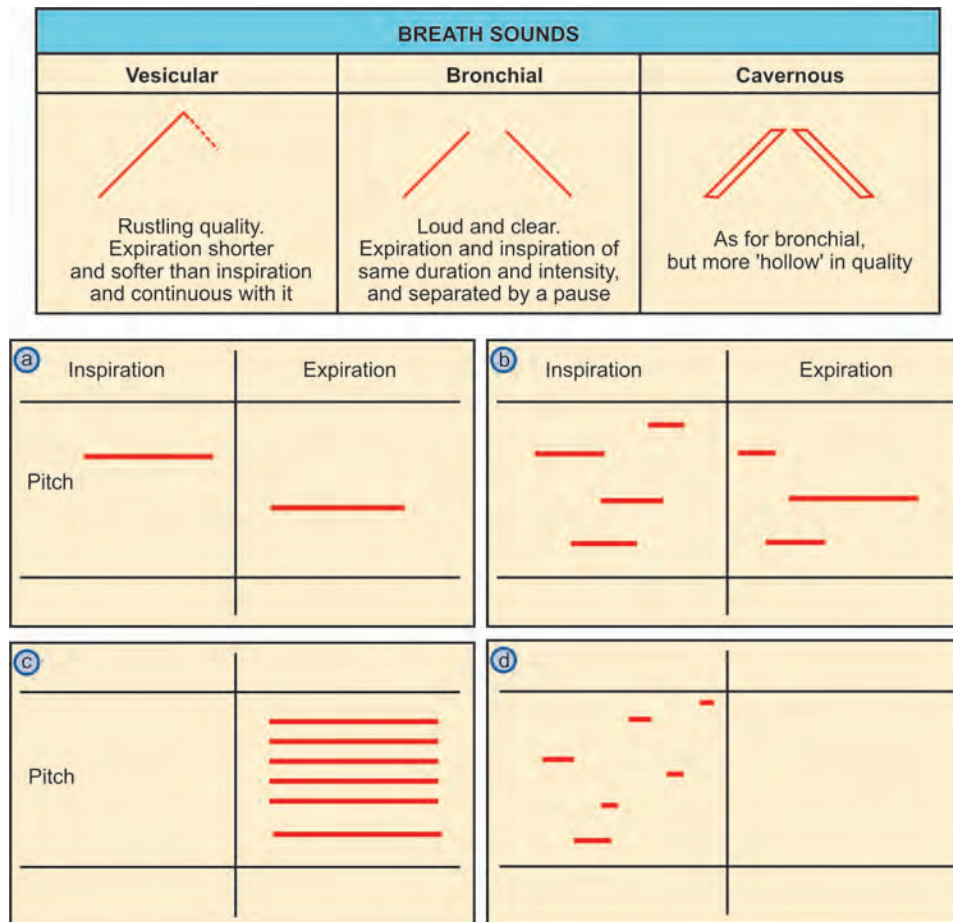 BREATH SOUNDS
Vesicular
Bronchial
Cavernous
Rustling quality.
Expiration shorter
and softer than inspiration
and continuous with it
Loud and clear.
Expiration and inspiration of
same duration and intensity,
and separated by a pause
As for bronchial,
but more 'hollow' in quality
a
Inspiration
Expiration
Pitch
b
Inspiration
Expiration
c
Pitch
d